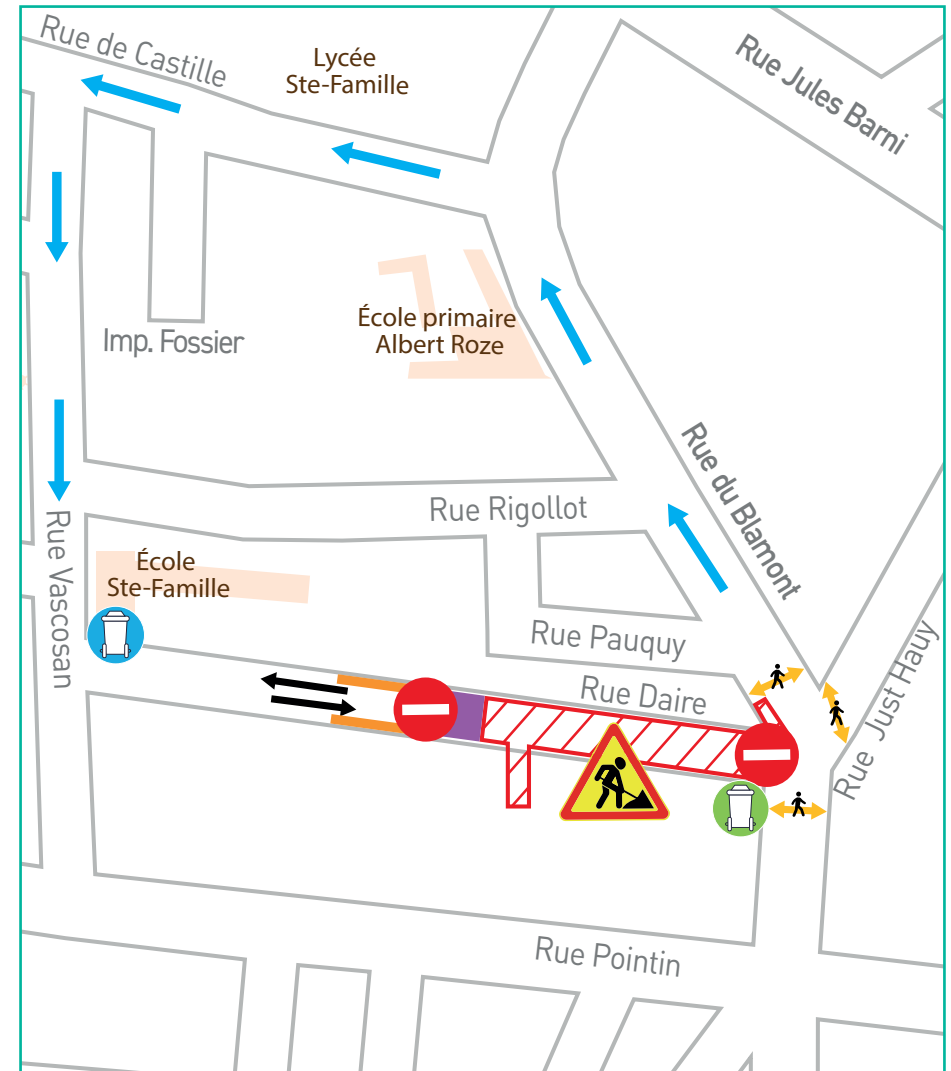 Rue de Castille
Lycée
Ste-Famille
Rue Jules Barni
École primaire
Albert Roze
Imp. Fossier
Rue du Blamont
Rue Rigollot
Rue Vascosan
École
Ste-Famille
Rue Pauquy
Rue Daire
Rue Just Hauy
Rue Pointin